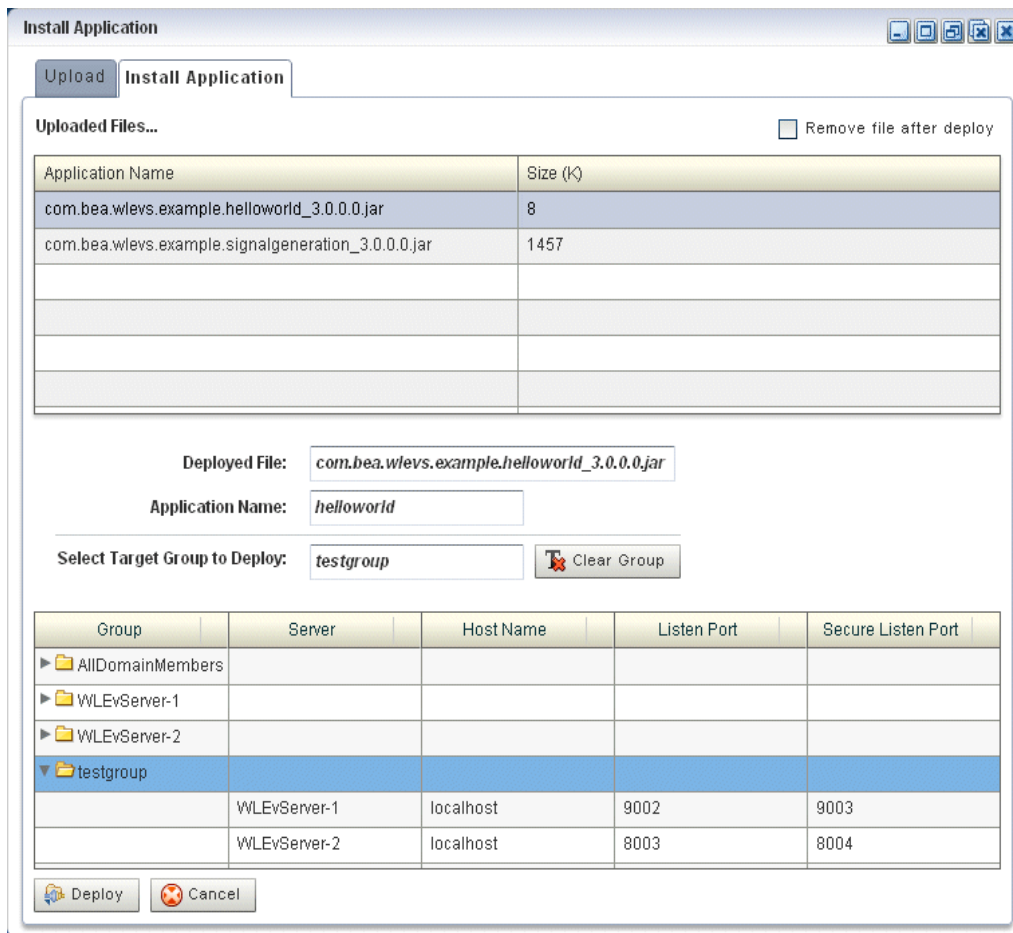 Install Application
Upload Install Application
Uploaded Files... Remove file after deploy
Application Name Size (K)
com.bea.wlevs.example.helloworld_3.0.0.0.jar 8
com.bea.wlevs.example.signalgeneration_3.0.0.0.jar 1457
Deployed File: com.bea.wlevs.example.helloworld_3.0.0.0.jar
Application Name: helloworld
Select Target Group to Deploy: testgroup Clear Group
Group Server Host Name Listen Port Secure Listen Port
AllDomainMembers
WLEvServer-1
WLEvServer-2
testgroup
WLEvServer-1 localhost 9002 9003
WLEvServer-2 localhost 8003 8004
Deploy Cancel